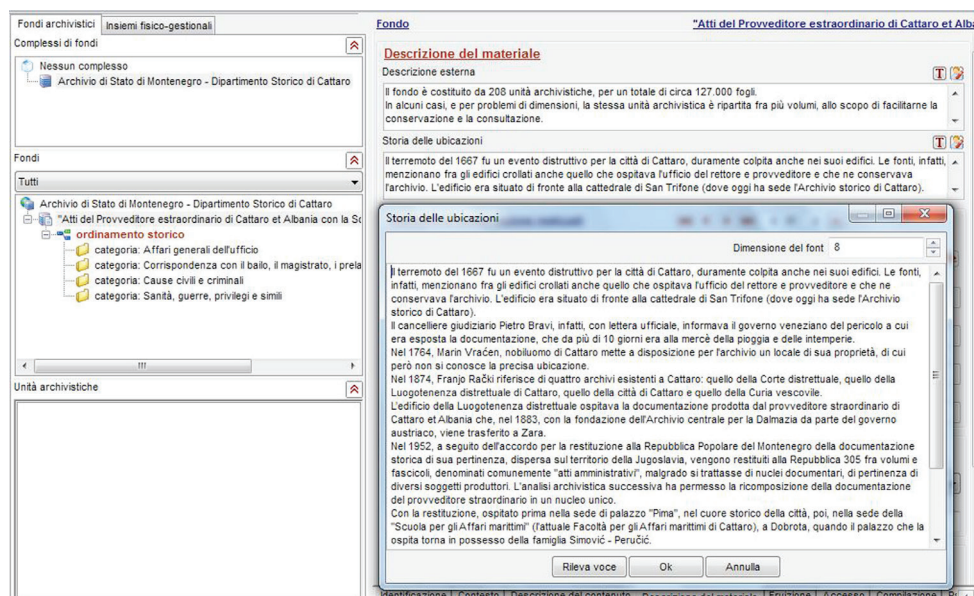 Fondi archivistici
Insiemi fisico-gestionali
Complessi di fondi
Nessun complesso
Archivio di Stato di Montenegro - Dipartimento Storico di Cattaro
Fondi
Tutti
Archivio di Stato di Montenegro - Dipartimento Storico di Cattaro
"Atti del Provveditore estraordinario di Cattaro et Albania con la So
ordinamento storico
categoria: Affari generali dell'ufficio
categoria: Corrispondenza con il bailo, il magistrato, i prela
categoria: Cause civili e criminali
categoria: Sanità, guerre, privilegi e simili
Unità archivistiche
Fondo
"Atti del Provveditore estraordinario di Cattaro et Alba
Descrizione del materiale
Descrizione esterna
Il fondo è costituito da 208 unità archivistiche, per un totale di circa 127.000 fogli.
In alcuni casi, e per problemi di dimensioni, la stessa unità archivistica è ripartita fra più volumi, allo scopo di facilitarne la
conservazione e la consultazione.
Storia delle ubicazioni
Il terremoto del 1667 fu un evento distruttivo per la città di Cattaro, duramente colpita anche nei suoi edifici. Le fonti, infatti,
menzionano fra gli edifici crollati anche quello che ospitava l'ufficio del rettore e provveditore e che ne conservava
l'archivio. L'edificio era situato di fronte alla cattedrale di San Trifone (dove oggi ha sede l'Archivio storico di Cattaro).
Storia delle ubicazioni
Dimensione del font 8
Il terremoto del 1667 fu un evento distruttivo per la città di Cattaro, duramente colpita anche nei suoi edifici. Le fonti,
infatti, menzionano fra gli edifici crollati anche quello che ospitava l'ufficio del rettore e provveditore e che ne
conservava l'archivio. L'edificio era situato di fronte alla cattedrale di San Trifone (dove oggi ha sede l'Archivio
storico di Cattaro).
Il cancelliere giudiziario Pietro Bravi, infatti, con lettera ufficiale, informava il governo veneziano del pericolo a cui
era esposta la documentazione, che da più di 10 giorni era alla mercè della pioggia e delle intemperie.
Nel 1764, Marin Vraćen, nobiluomo di Cattaro mette a disposizione per l'archivio un locale di sua proprietà, di cui
però non si conosce la precisa ubicazione.
Nel 1874, Franjo Rački riferisce di quattro archivi esistenti a Cattaro: quello della Corte distrettuale, quello della
Luogotenenza distrettuale di Cattaro, quello della città di Cattaro e quello della Curia vescovile.
L'edificio della Luogotenenza distrettuale ospitava la documentazione prodotta dal provveditore straordinario di
Cattaro et Albania che, nel 1883, con la fondazione dell'Archivio centrale per la Dalmazia da parte del governo
austriaco, viene trasferito a Zara.
Nel 1952, a seguito dell'accordo per la restituzione alla Repubblica Popolare del Montenegro della documentazione
storica di sua pertinenza, dispersa sul territorio della Jugoslavia, vengono restituiti alla Repubblica 305 fra volumi e
fascicoli, denominati comunemente "atti amministrativi", malgrado si trattasse di nuclei documentari, di pertinenza di
diversi soggetti produttori. L'analisi archivistica successiva ha permesso la ricomposizione della documentazione
del provveditore straordinario in un nucleo unico.
Con la restituzione, ospitato prima nella sede di palazzo "Pima", nel cuore storico della città, poi, nella sede della
"Scuola per gli Affari marittimi" (l'attuale Facoltà per gli Affari marittimi di Cattaro), a Dobrota, quando il palazzo che la
ospita torna in possesso della famiglia Simović - Peručić.
Rileva voce
Ok
Annulla